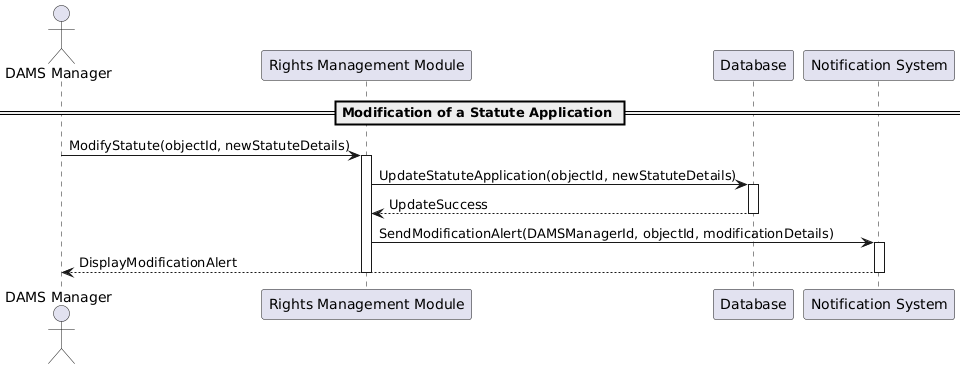 DAMS Manager
Rights Management Module
Database
Notification System
Modification of a Statute Application
ModifyStatute(objectId, newStatuteDetails)
UpdateStatuteApplication(objectId, newStatuteDetails)
UpdateSuccess
SendModificationAlert(DAMSManagerId, objectId, modificationDetails)
DisplayModificationAlert
DAMS Manager
Rights Management Module
Database
Notification System